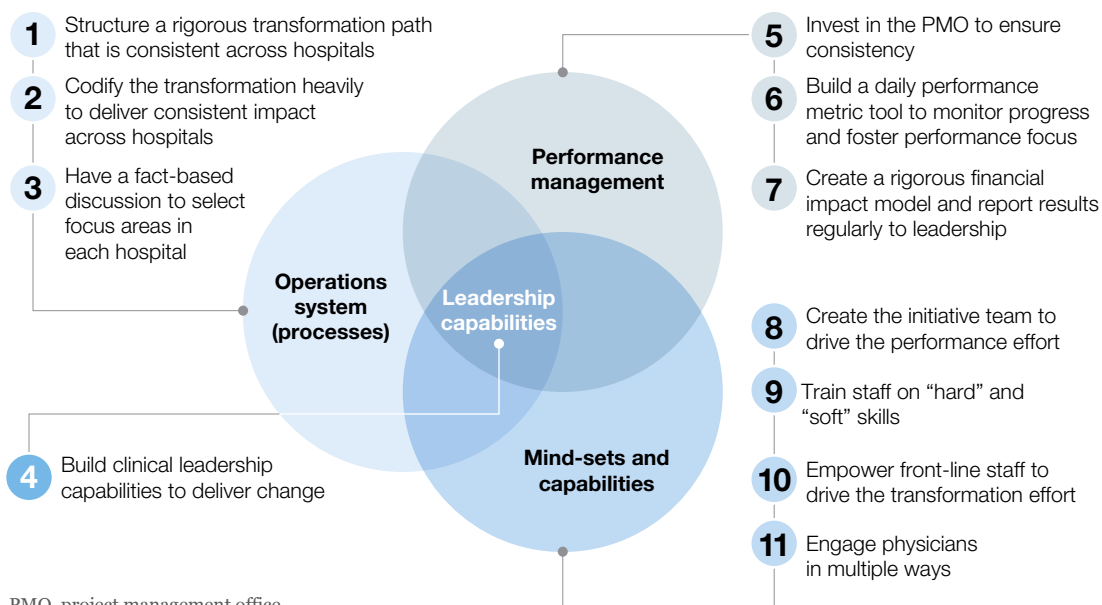 1 Structure a rigorous transformation path
that is consistent across hospitals
2 Codify the transformation heavily
to deliver consistent impact
across hospitals
3 Have a fact-based
discussion to select
focus areas in
each hospital
4 Build clinical leadership
capabilities to deliver change
Operations
system
(processes)
Performance
management
Leadership
capabilities
Mind-sets and
capabilities
5 Invest in the PMO to ensure
consistency
6 Build a daily performance
metric tool to monitor progress
and foster performance focus
7 Create a rigorous financial
impact model and report results
regularly to leadership
8 Create the initiative team to
drive the performance effort
9 Train staff on “hard” and
“soft” skills
10 Empower front-line staff to
drive the transformation effort
11 Engage physicians
in multiple ways
PMO, project management office